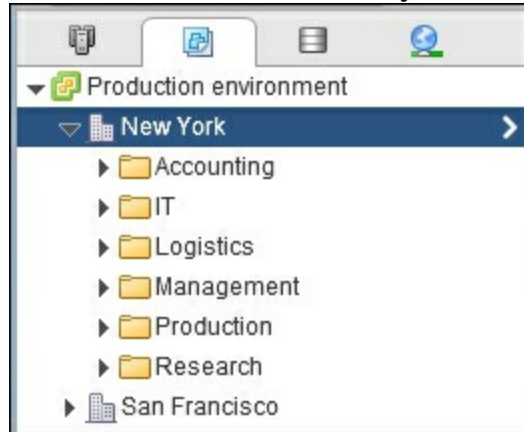 Production environment
New York
Accounting
IT
Logistics
Management
Production
Research
San Francisco